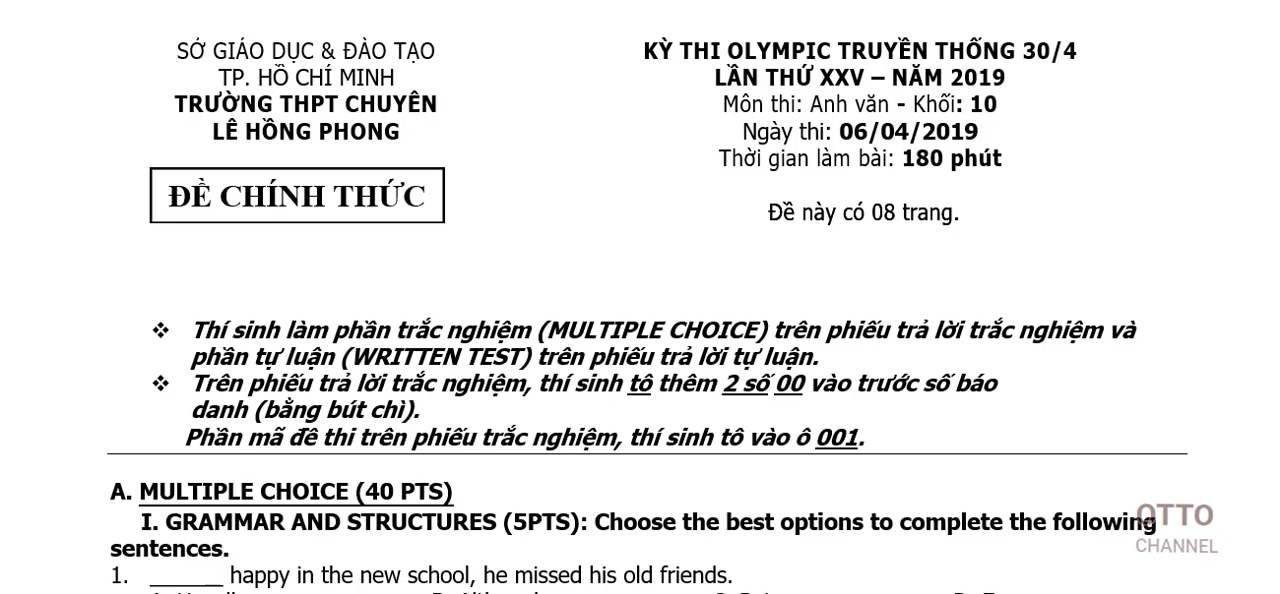 SỞ GIÁO DỤC & ĐÀO TẠO
TP. HỒ CHÍ MINH
TRƯỜNG THPT CHUYÊN
LÊ HỒNG PHONG
ĐỀ CHÍNH THỨC
KỲ THI OLYMPIC TRUYỀN THỐNG 30/4
LẦN THỨ XXV – NĂM 2019
Môn thi: Anh văn - Khối: 10
Ngày thi: 06/04/2019
Thời gian làm bài: 180 phút
Đề này có 08 trang.
❖ Thí sinh làm phần trắc nghiệm (MULTIPLE CHOICE) trên phiếu trả lời trắc nghiệm và
phần tự luận (WRITTEN TEST) trên phiếu trả lời tự luận.
❖ Trên phiếu trả lời trắc nghiệm, thí sinh tô thêm 2 số 00 vào trước số báo
danh (bằng bút chì).
Phần mã đề thi trên phiếu trắc nghiệm, thí sinh tô vào ô 001.
A. MULTIPLE CHOICE (40 PTS)
I. GRAMMAR AND STRUCTURES (5PTS): Choose the best options to complete the following
sentences.
1. ______ happy in the new school, he missed his old friends.
OTTO
CHANNEL